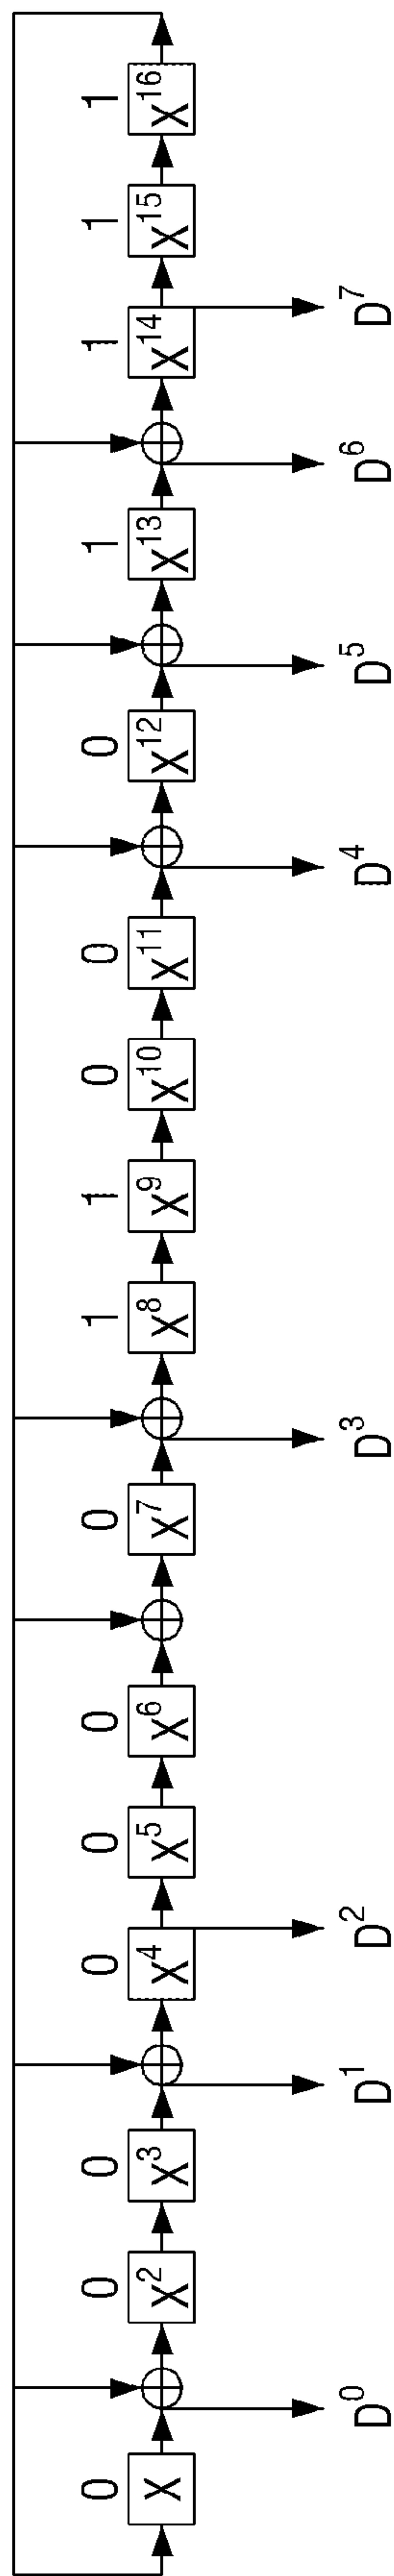 0 0 0 0 0 0 0 1 1 0 0 0 1 1 1 1
X X² X³ X⁴ X⁵ X⁶ X⁷ X⁸ X⁹ X¹⁰ X¹¹ X¹² X¹³ X¹⁴ X¹⁵ X¹⁶
D⁰ D¹ D² D³ D⁴ D⁵ D⁶ D⁷